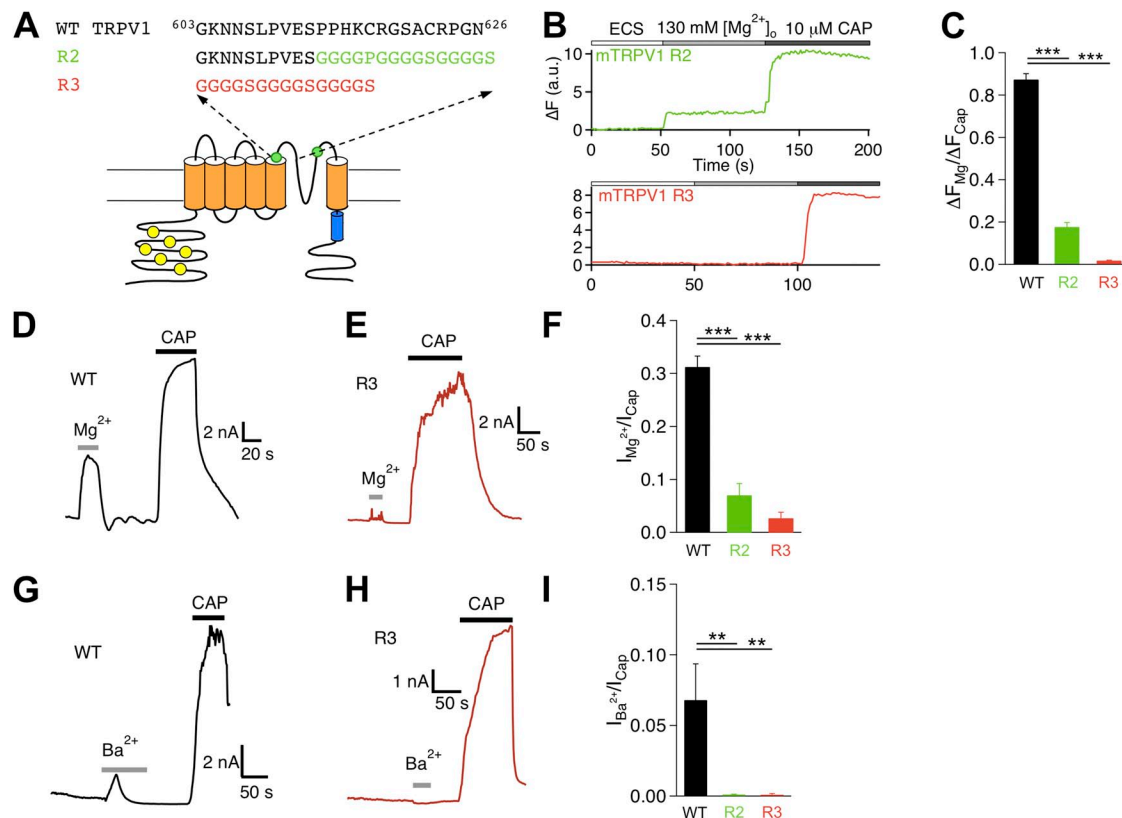 A
WT TRPV1 603GKNNSLPVESPPHKCRGSACRPGN626
R2 GKNNSLPVESGGGGPGGGGSGGGGS
R3 GGGGSGGGGSGGGGS
B
ECS 130 mM [Mg2+]o 10 μM CAP
mTRPV1 R2
ΔF (a.u.)
10
5
0
0 50 100 150 200
Time (s)
mTRPV1 R3
8
6
4
2
0
0 50 100
C
ΔFMg/ΔFCap
1.0
0.8
0.6
0.4
0.2
0.0
*** ***
WT R2 R3
D
WT
CAP
Mg2+
2 nA
20 s
E
R3
CAP
Mg2+
2 nA
50 s
F
IMg2+/ICap
0.4
0.3
0.2
0.1
0.0
*** ***
WT R2 R3
G
WT
CAP
Ba2+
2 nA
50 s
H
R3
CAP
1 nA
50 s
Ba2+
I
IBa2+/ICap
0.15
0.10
0.05
0.00
** **
WT R2 R3